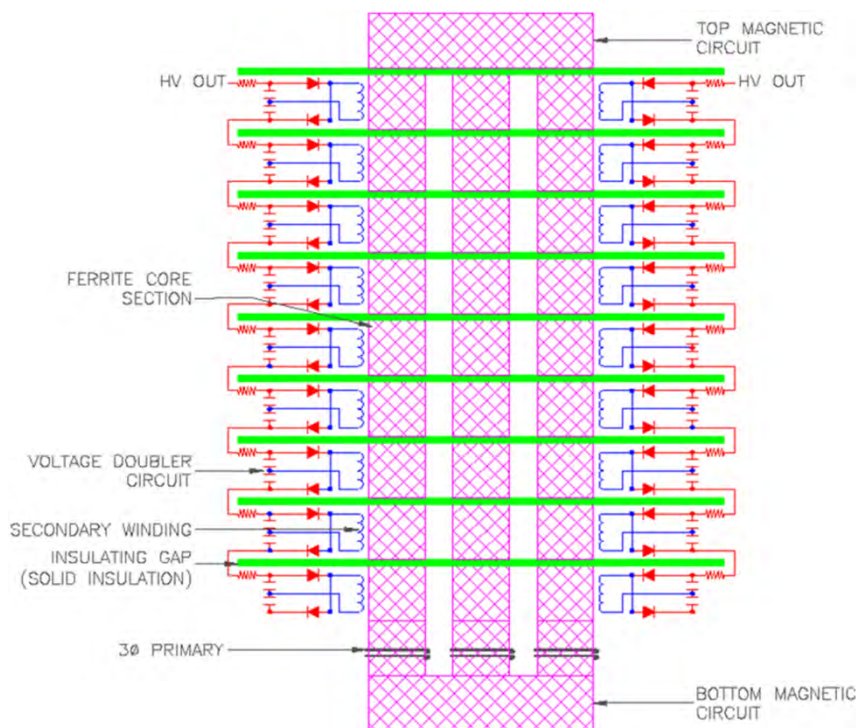 TOP MAGNETIC
CIRCUIT
HV OUT
HV OUT
FERRITE CORE
SECTION
VOLTAGE DOUBLER
CIRCUIT
SECONDARY WINDING
INSULATING GAP
(SOLID INSULATION)
3ø PRIMARY
BOTTOM MAGNETIC
CIRCUIT